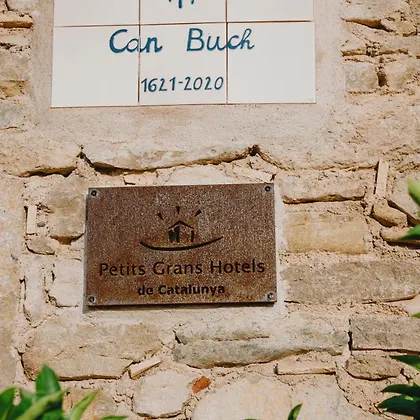 Can Buch
1621-2020
Petits Grans Hotels
de Catalunya